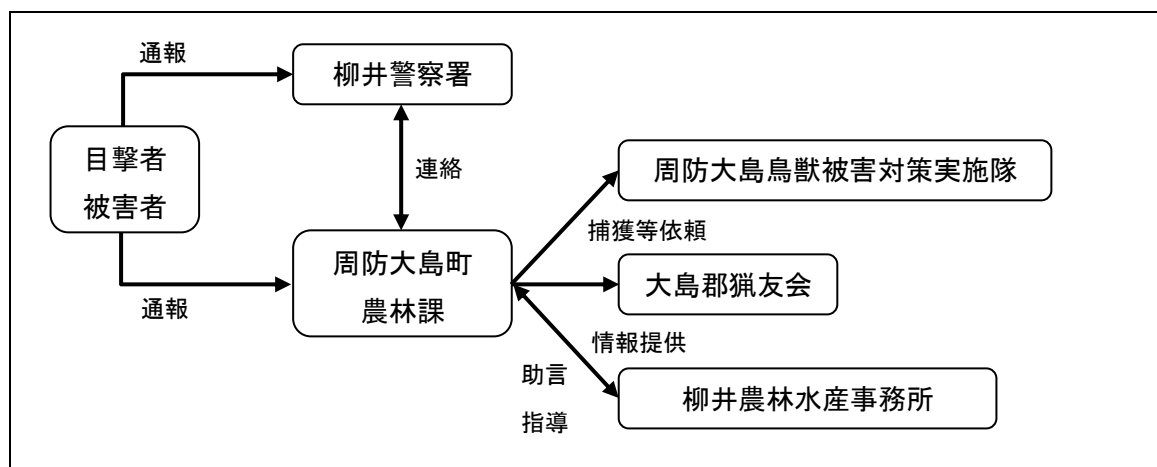 通報
柳井警察署
目撃者
被害者
連絡
周防大島鳥獣被害対策実施隊
捕獲等依頼
周防大島町
農林課
大島郡猟友会
通報
情報提供
助言
指導
柳井農林水産事務所